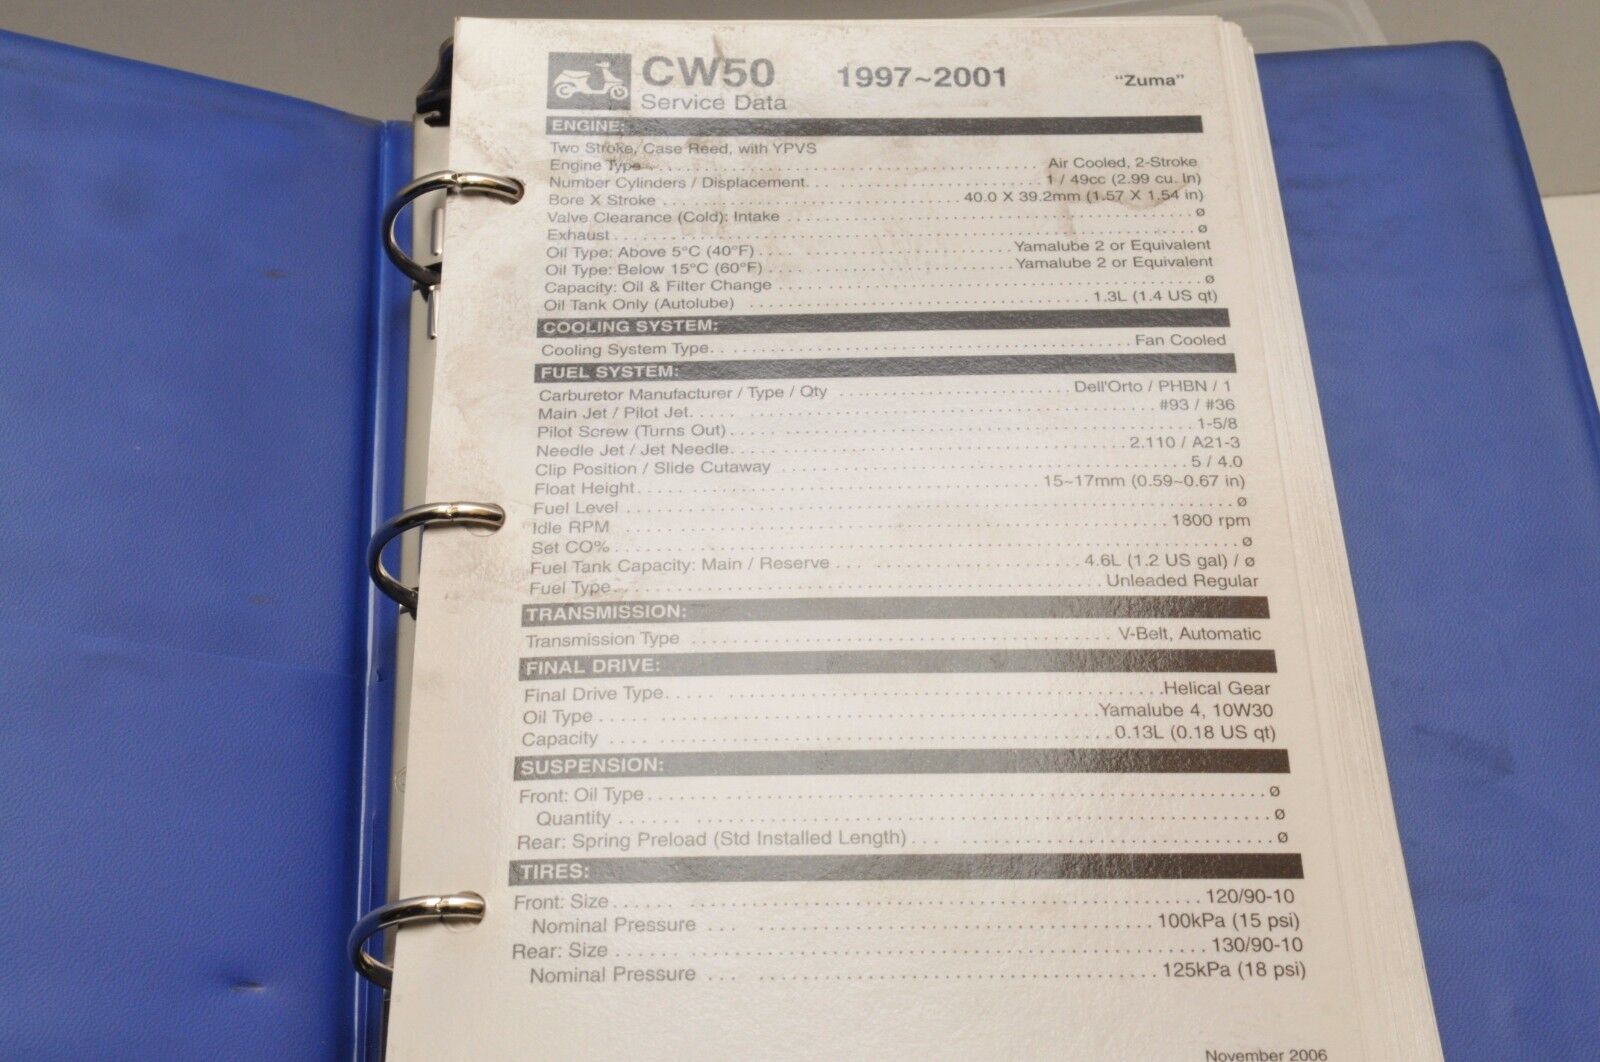 CW50 1997~2001 "Zuma"
Service Data
ENGINE:
Two Stroke, Case Reed, with YPVS
Engine Type Air Cooled, 2-Stroke
Number Cylinders / Displacement 1 / 49cc (2.99 cu. In)
Bore X Stroke 40.0 X 39.2mm (1.57 X 1.54 in)
Valve Clearance (Cold): Intake ø
Exhaust ø
Oil Type: Above 5°C (40°F) Yamalube 2 or Equivalent
Oil Type: Below 15°C (60°F) Yamalube 2 or Equivalent
Capacity: Oil & Filter Change ø
Oil Tank Only (Autolube) 1.3L (1.4 US qt)
COOLING SYSTEM:
Cooling System Type Fan Cooled
FUEL SYSTEM:
Carburetor Manufacturer / Type / Qty Dell'Orto / PHBN / 1
Main Jet / Pilot Jet #93 / #36
Pilot Screw (Turns Out) 1-5/8
Needle Jet / Jet Needle 2.110 / A21-3
Clip Position / Slide Cutaway 5 / 4.0
Float Height 15~17mm (0.59~0.67 in)
Fuel Level ø
Idle RPM 1800 rpm
Set CO% ø
Fuel Tank Capacity: Main / Reserve 4.6L (1.2 US gal) / ø
Fuel Type Unleaded Regular
TRANSMISSION:
Transmission Type V-Belt, Automatic
FINAL DRIVE:
Final Drive Type Helical Gear
Oil Type Yamalube 4, 10W30
Capacity 0.13L (0.18 US qt)
SUSPENSION:
Front: Oil Type ø
Quantity ø
Rear: Spring Preload (Std Installed Length) ø
TIRES:
Front: Size 120/90-10
Nominal Pressure 100kPa (15 psi)
Rear: Size 130/90-10
Nominal Pressure 125kPa (18 psi)
November 2006